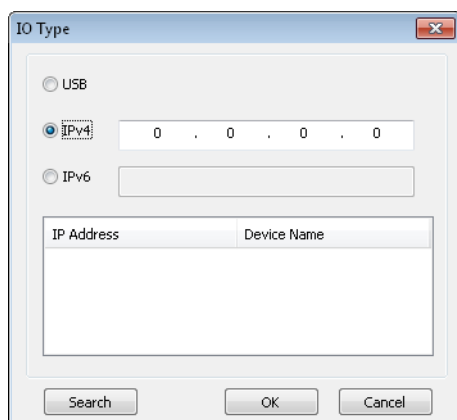 IO Type
USB
IPv4 0 . 0 . 0 . 0
IPv6
IP Address Device Name
Search OK Cancel